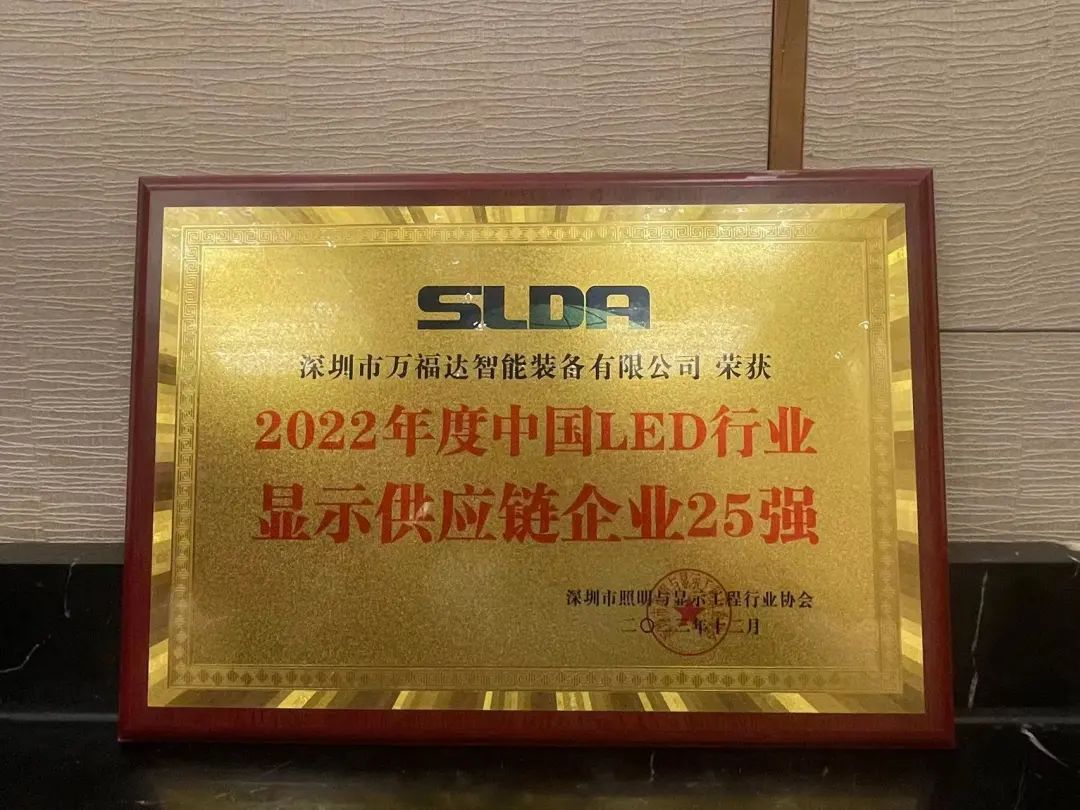 SLDA
深圳市万福达智能装备有限公司 荣获
2022年度中国LED行业
显示供应链企业25强
深圳市照明与显示工程行业协会
二〇二二年十二月